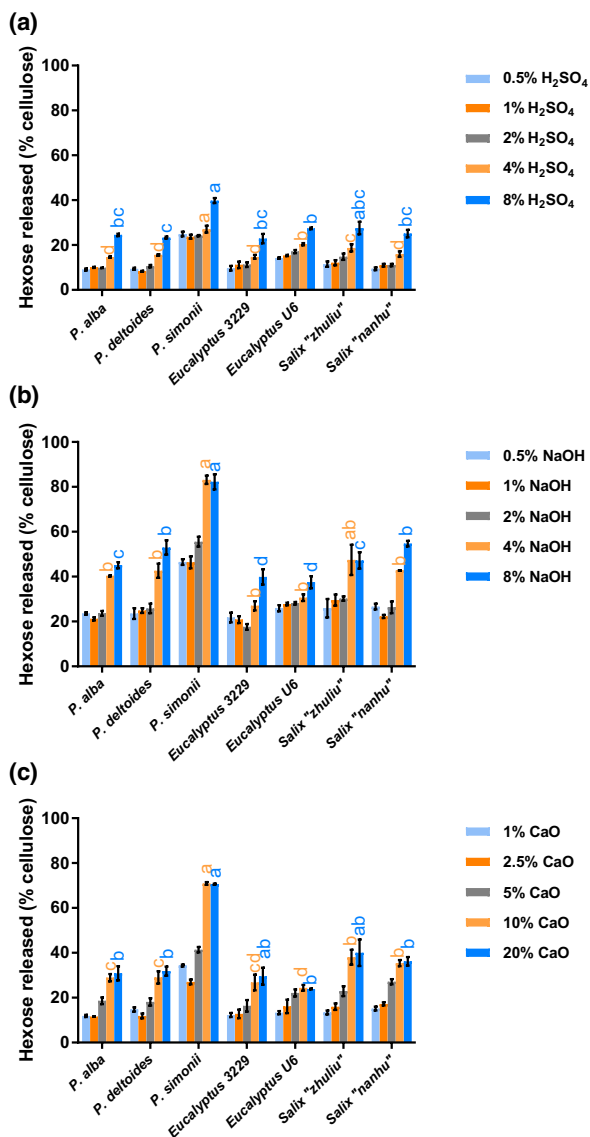 (a)
Hexose released (% cellulose)
100
80
60
40
20
0
d bc d c a a c bc c b c abc d bc
P. alba
P. deltoides
P. simonii
Eucalyptus 3229
Eucalyptus U6
Salix "zhuliu"
Salix "nanhu"
0.5% H₂SO₄
1% H₂SO₄
2% H₂SO₄
4% H₂SO₄
8% H₂SO₄
(b)
Hexose released (% cellulose)
100
80
60
40
20
0
b c b b a a b d b d ab c b b
P. alba
P. deltoides
P. simonii
Eucalyptus 3229
Eucalyptus U6
Salix "zhuliu"
Salix "nanhu"
0.5% NaOH
1% NaOH
2% NaOH
4% NaOH
8% NaOH
(c)
Hexose released (% cellulose)
100
80
60
40
20
0
c b c b a a cd ab d b b ab b b
P. alba
P. deltoides
P. simonii
Eucalyptus 3229
Eucalyptus U6
Salix "zhuliu"
Salix "nanhu"
1% CaO
2.5% CaO
5% CaO
10% CaO
20% CaO